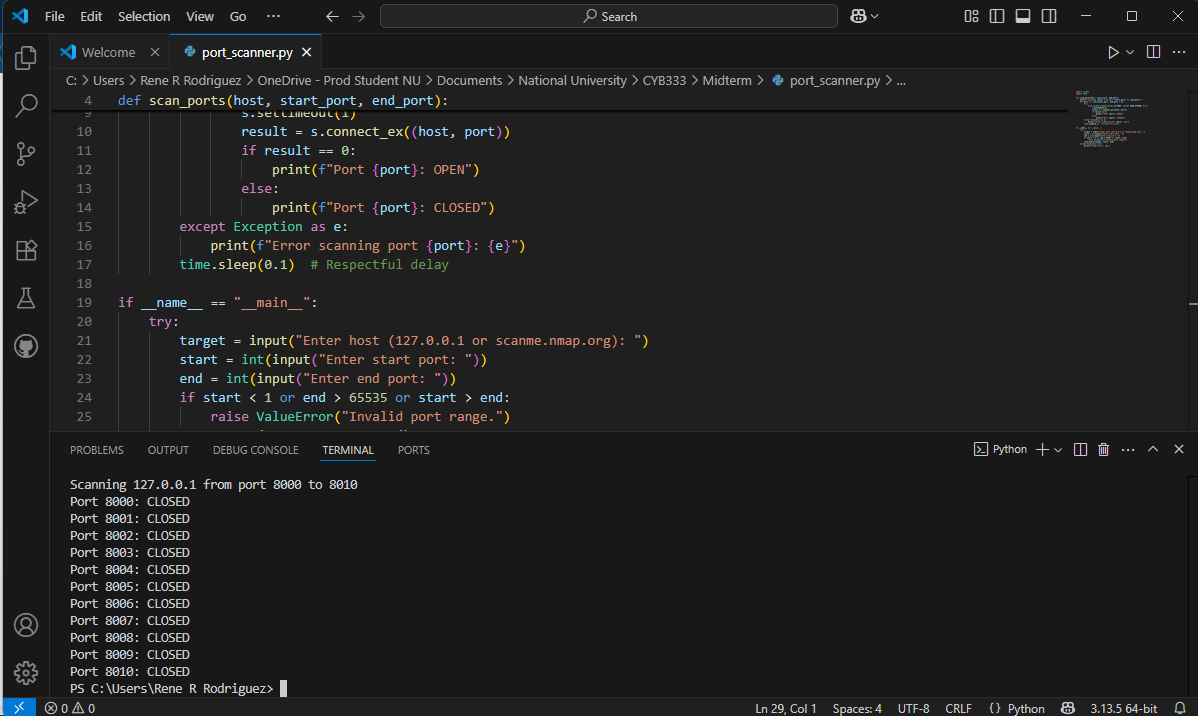 File Edit Selection View Go ··· Search
Welcome port_scanner.py
C: > Users > Rene R Rodriguez > OneDrive - Prod Student NU > Documents > National University > CYB333 > Midterm > port_scanner.py > ...
4 def scan_ports(host, start_port, end_port):
9 s.settimeout(1)
10 result = s.connect_ex((host, port))
11 if result == 0:
12 print(f"Port {port}: OPEN")
13 else:
14 print(f"Port {port}: CLOSED")
15 except Exception as e:
16 print(f"Error scanning port {port}: {e}")
17 time.sleep(0.1)  # Respectful delay
18
19 if __name__ == "__main__":
20 try:
21 target = input("Enter host (127.0.0.1 or scanme.nmap.org): ")
22 start = int(input("Enter start port: "))
23 end = int(input("Enter end port: "))
24 if start < 1 or end > 65535 or start > end:
25 raise ValueError("Invalid port range.")
PROBLEMS OUTPUT DEBUG CONSOLE TERMINAL PORTS Python
Scanning 127.0.0.1 from port 8000 to 8010
Port 8000: CLOSED
Port 8001: CLOSED
Port 8002: CLOSED
Port 8003: CLOSED
Port 8004: CLOSED
Port 8005: CLOSED
Port 8006: CLOSED
Port 8007: CLOSED
Port 8008: CLOSED
Port 8009: CLOSED
Port 8010: CLOSED
PS C:\Users\Rene R Rodriguez>
0 0 Ln 29, Col 1 Spaces: 4 UTF-8 CRLF {} Python 3.13.5 64-bit